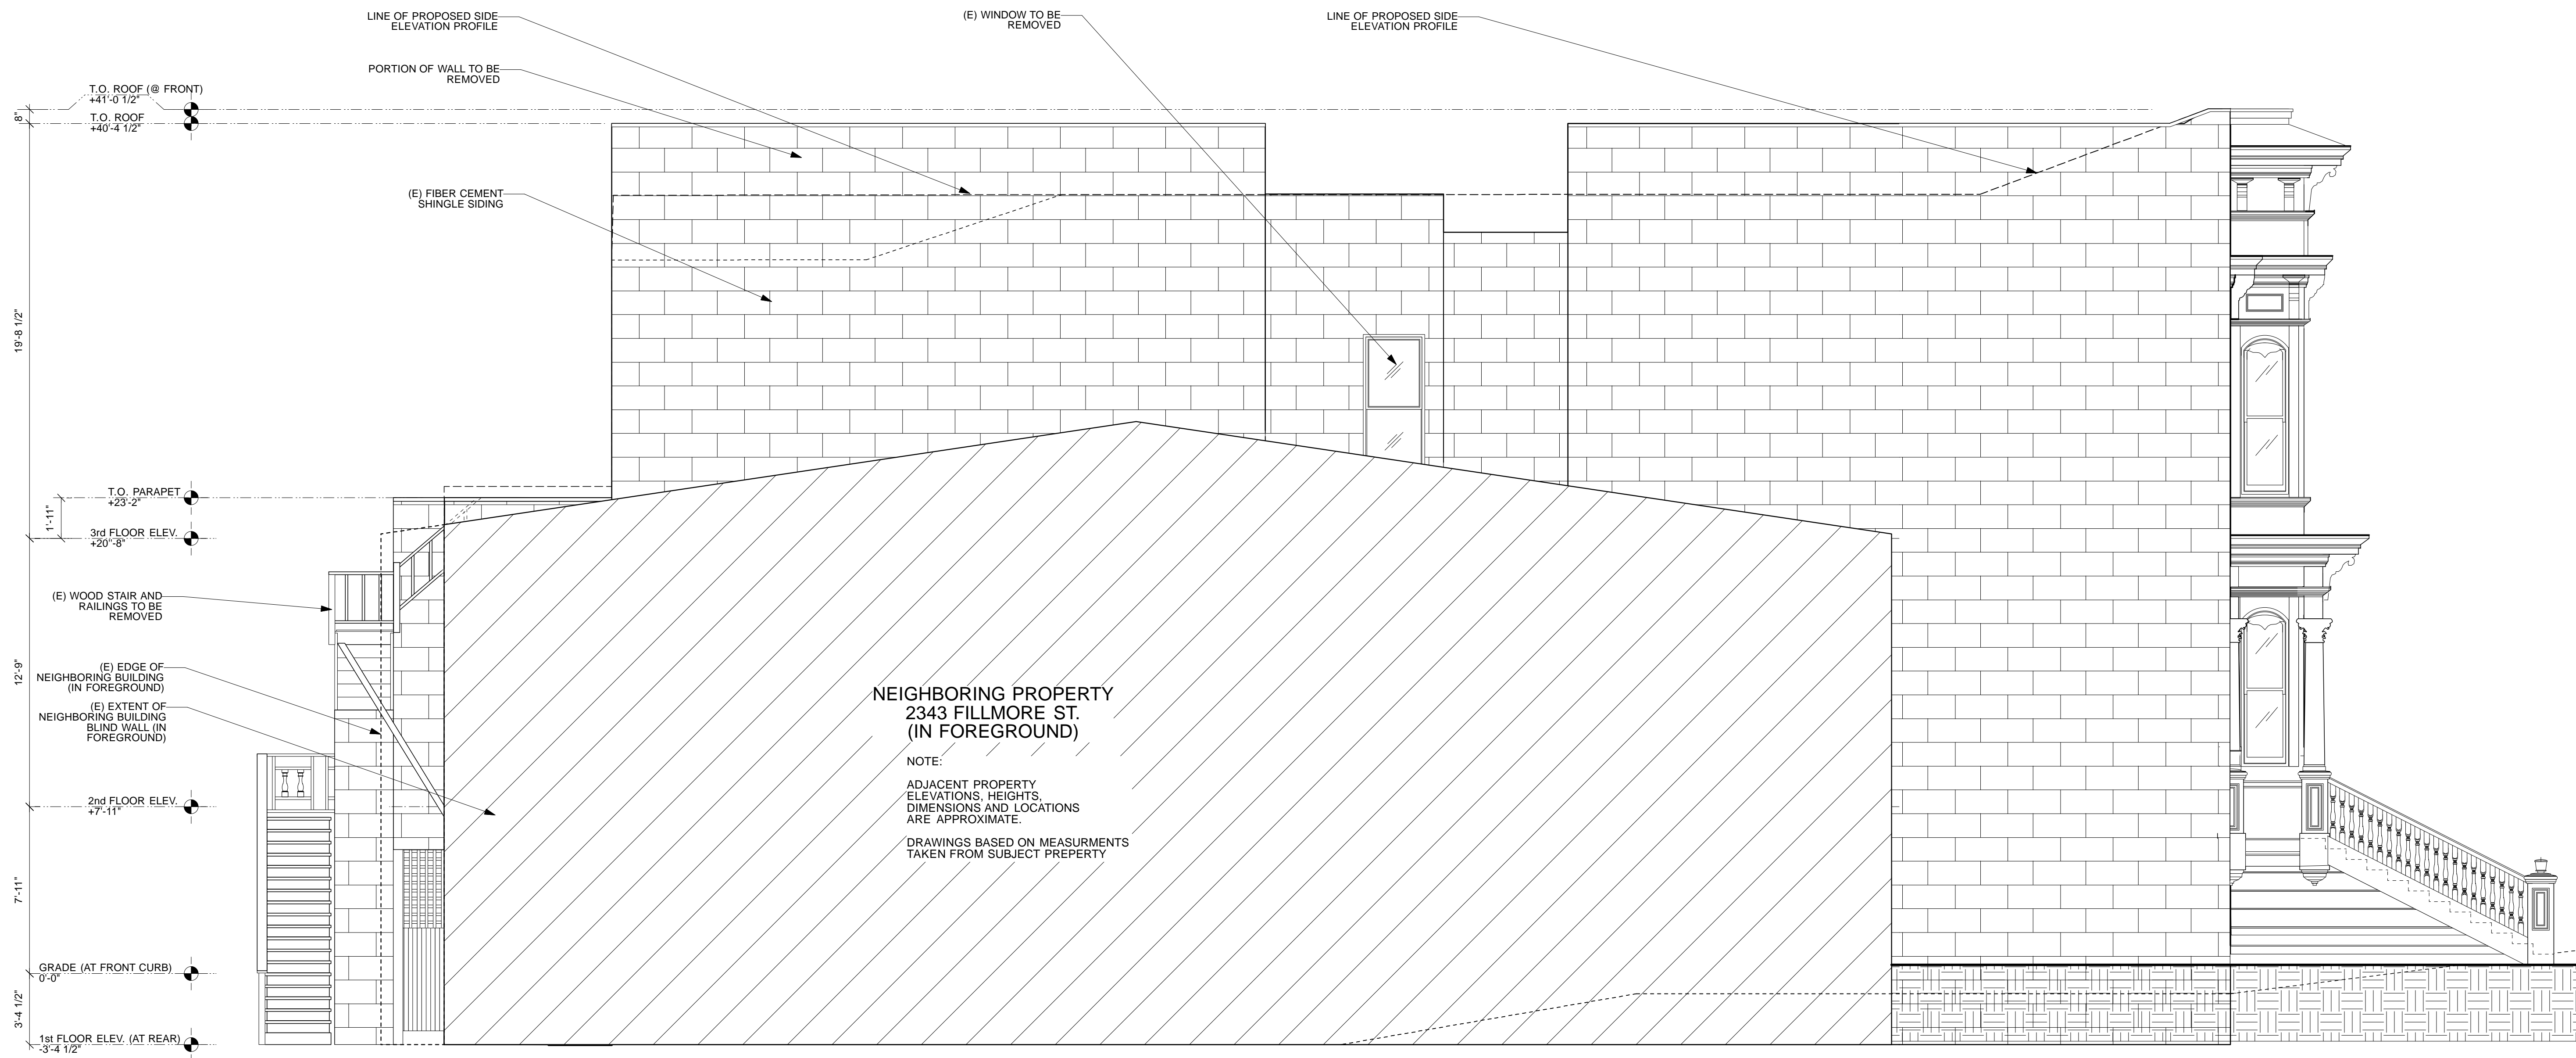 LINE OF PROPOSED SIDE
ELEVATION PROFILE
(E) WINDOW TO BE
REMOVED
LINE OF PROPOSED SIDE
ELEVATION PROFILE
PORTION OF WALL TO BE
REMOVED
T.O. ROOF (@ FRONT)
+41'-0 1/2"
8"
T.O. ROOF
+40'-4 1/2"
(E) FIBER CEMENT
SHINGLE SIDING
19'-8 1/2"
T.O. PARAPET
+23'-2"
1'-11"
3rd FLOOR ELEV.
+20"-8"
(E) WOOD STAIR AND
RAILINGS TO BE
REMOVED
12'-9"
(E) EDGE OF
NEIGHBORING BUILDING
(IN FOREGROUND)
(E) EXTENT OF
NEIGHBORING BUILDING
BLIND WALL (IN
FOREGROUND)
NEIGHBORING PROPERTY
2343 FILLMORE ST.
(IN FOREGROUND)
NOTE:
ADJACENT PROPERTY
ELEVATIONS, HEIGHTS,
DIMENSIONS AND LOCATIONS
ARE APPROXIMATE.
DRAWINGS BASED ON MEASURMENTS
TAKEN FROM SUBJECT PREPERTY
2nd FLOOR ELEV.
+7'-11"
7'-11"
GRADE (AT FRONT CURB)
0'-0"
3'-4 1/2"
1st FLOOR ELEV. (AT REAR)
-3'-4 1/2"